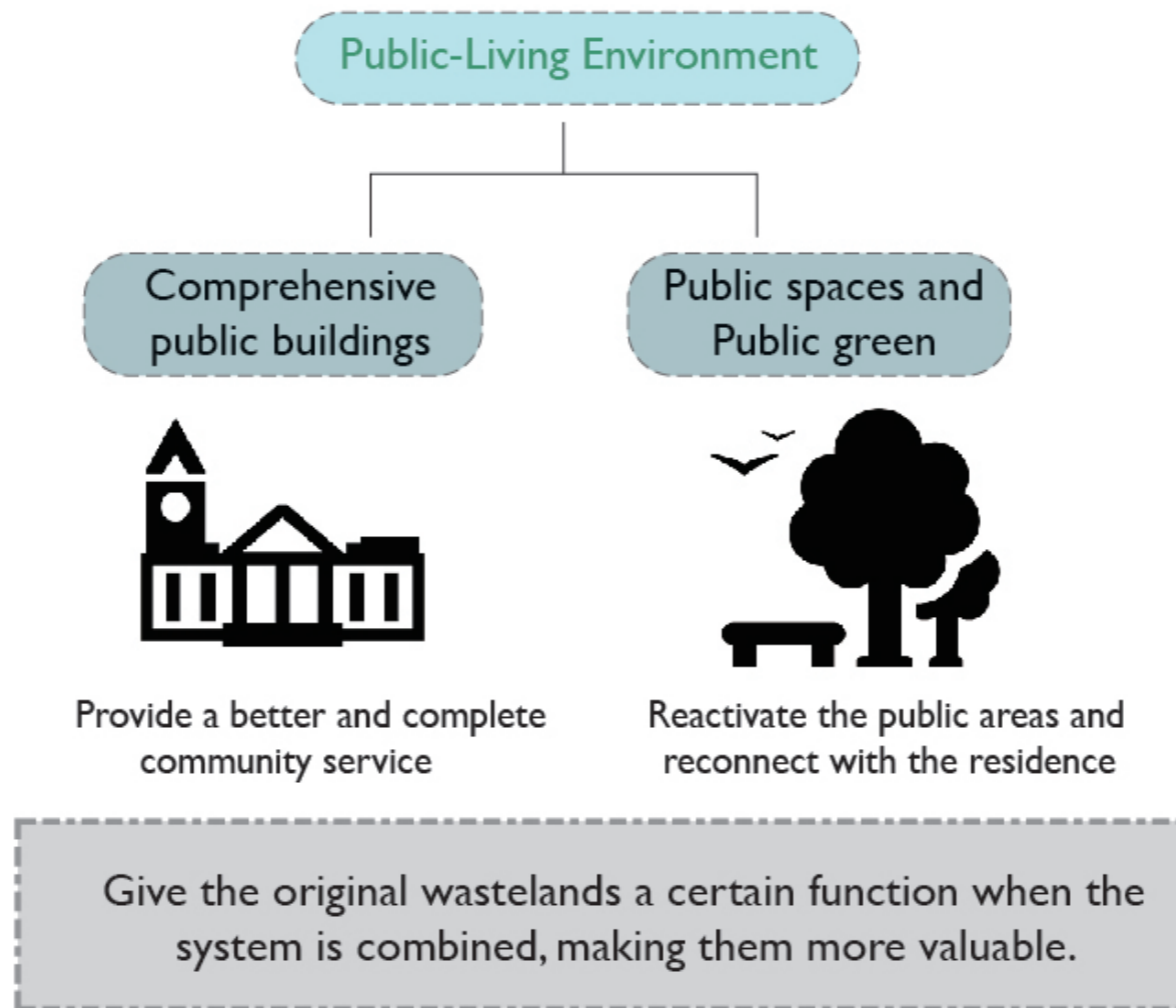 Public-Living Environment
Comprehensive
public buildings
Public spaces and
Public green
Provide a better and complete
community service
Reactivate the public areas and
reconnect with the residence
Give the original wastelands a certain function when the
system is combined, making them more valuable.